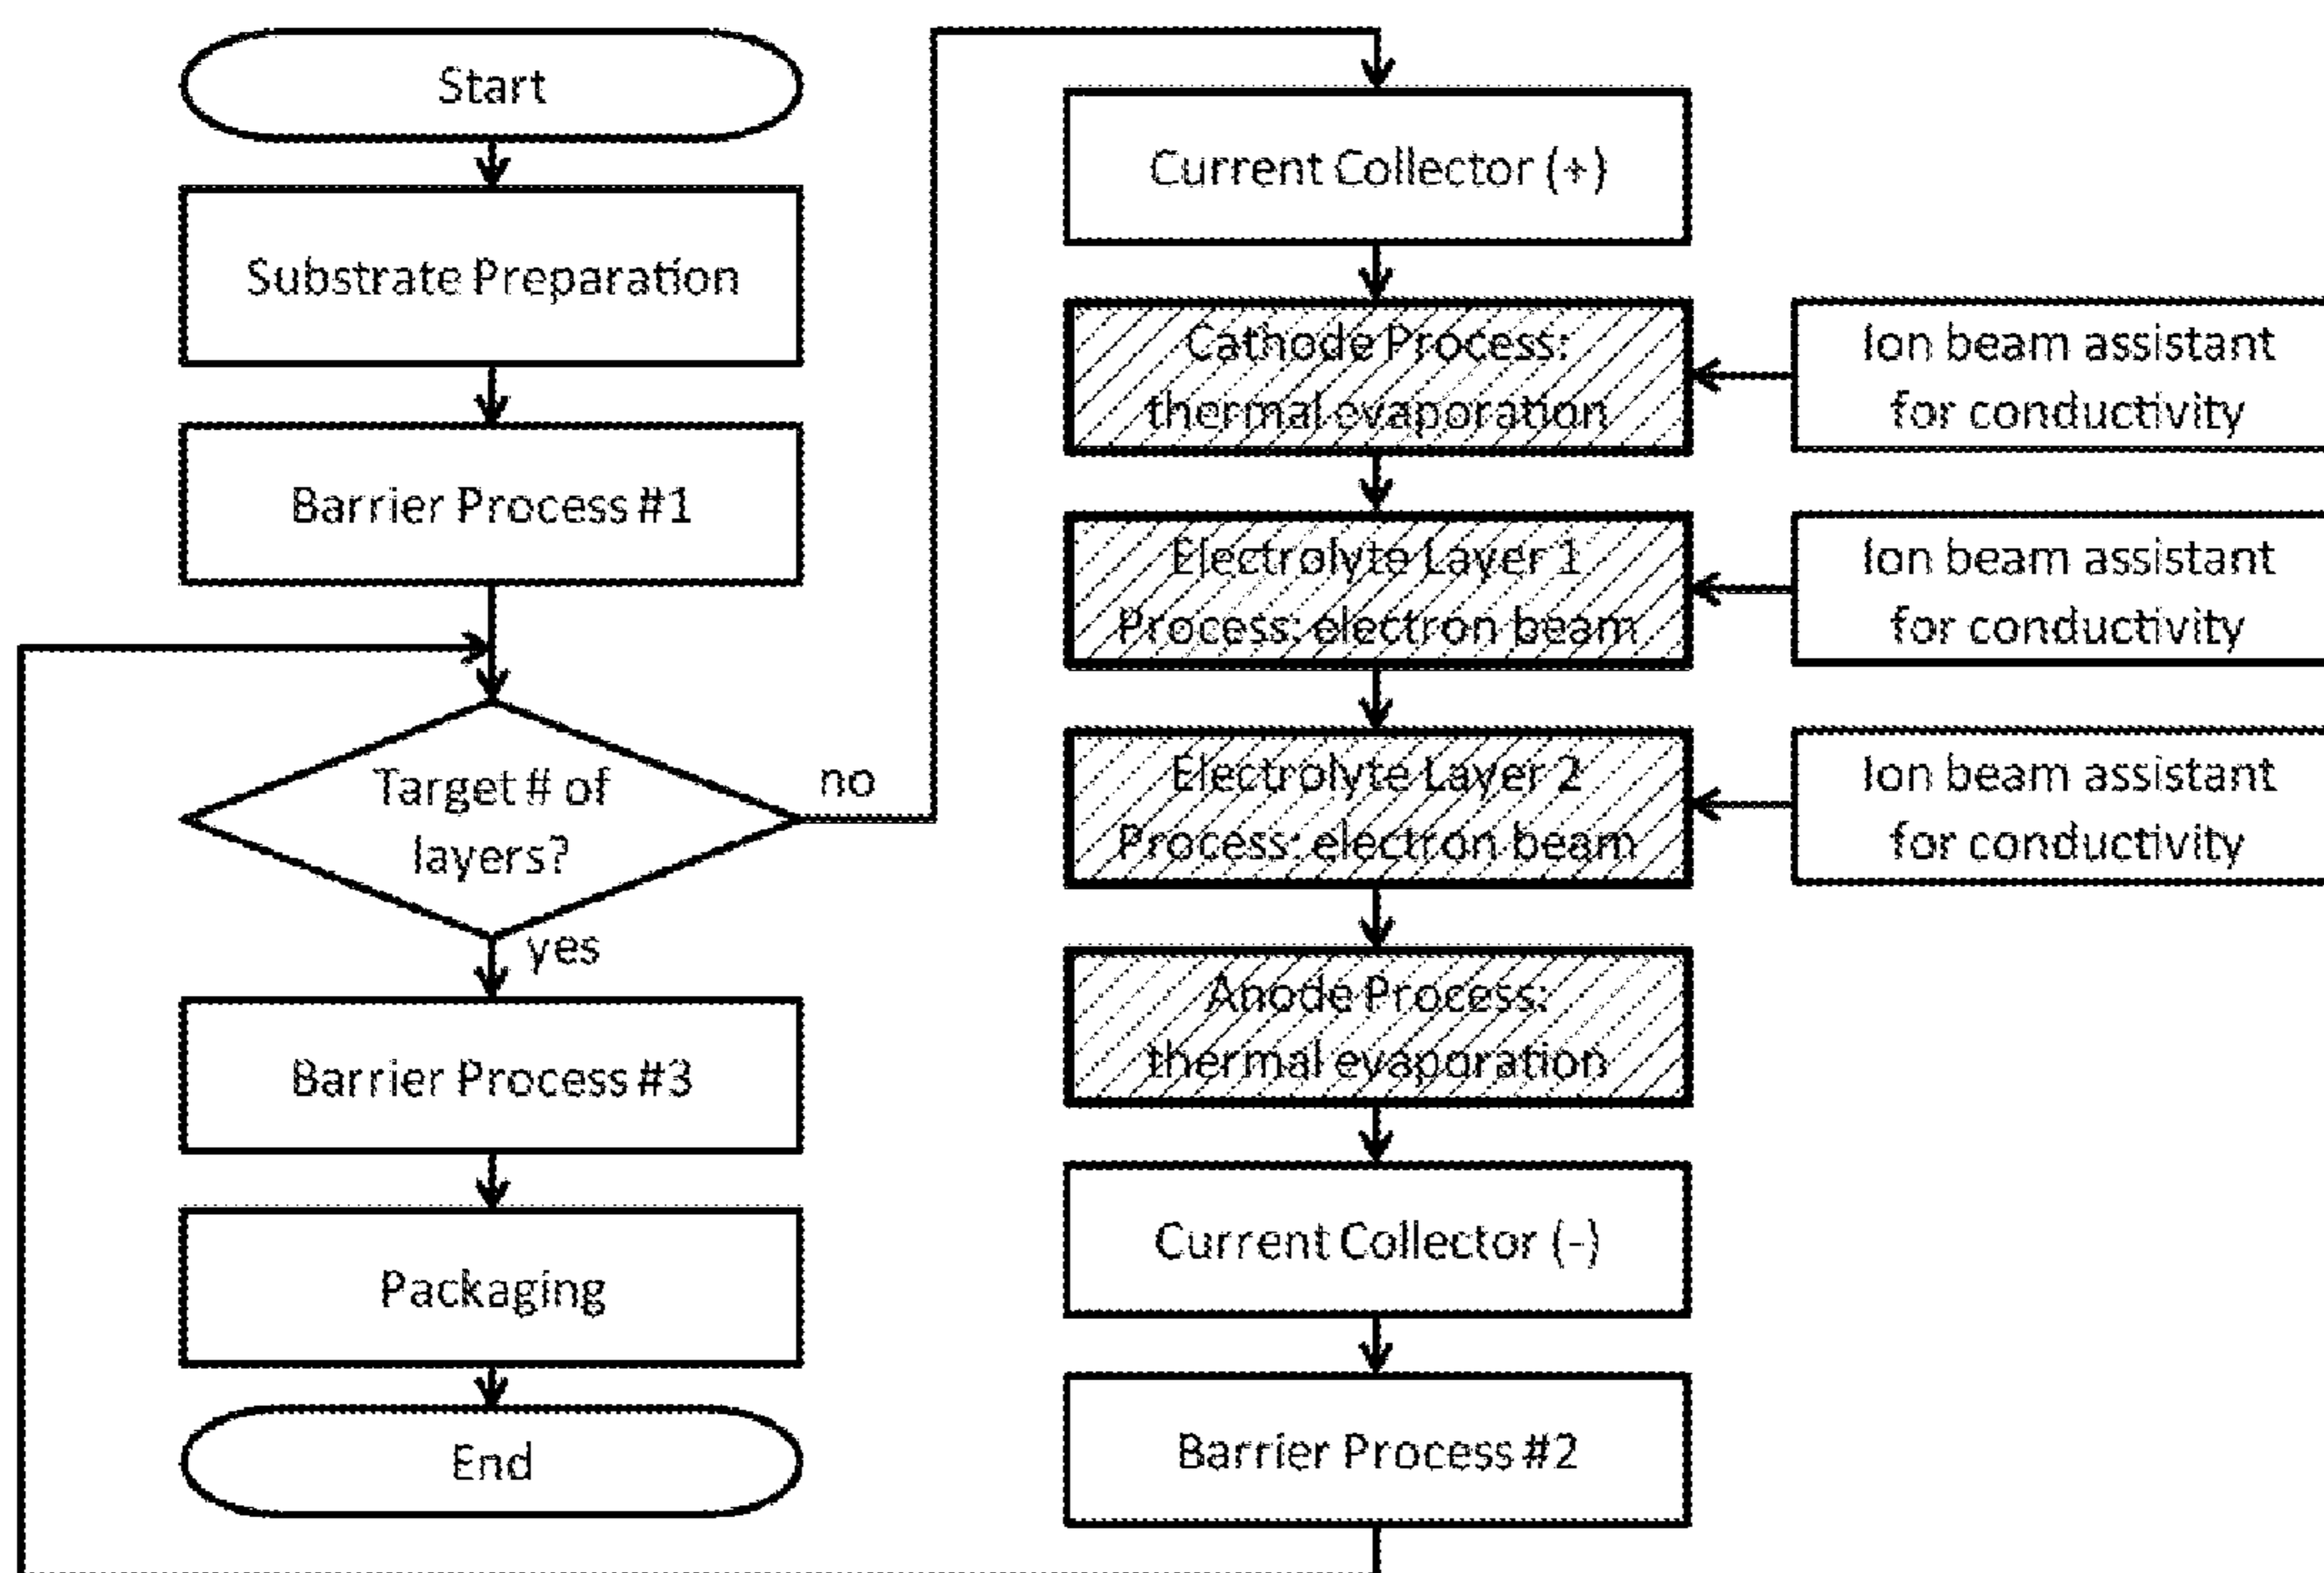 Start
Substrate Preparation
Barrier Process #1
Target # of
layers?
no
yes
Barrier Process #3
Packaging
End
Current Collector (+)
Cathode Process:
thermal evaporation
Ion beam assistant
for conductivity
Electrolyte Layer 1
Process: electron beam
Ion beam assistant
for conductivity
Electrolyte Layer 2
Process: electron beam
Ion beam assistant
for conductivity
Anode Process:
thermal evaporation
Current Collector (-)
Barrier Process #2